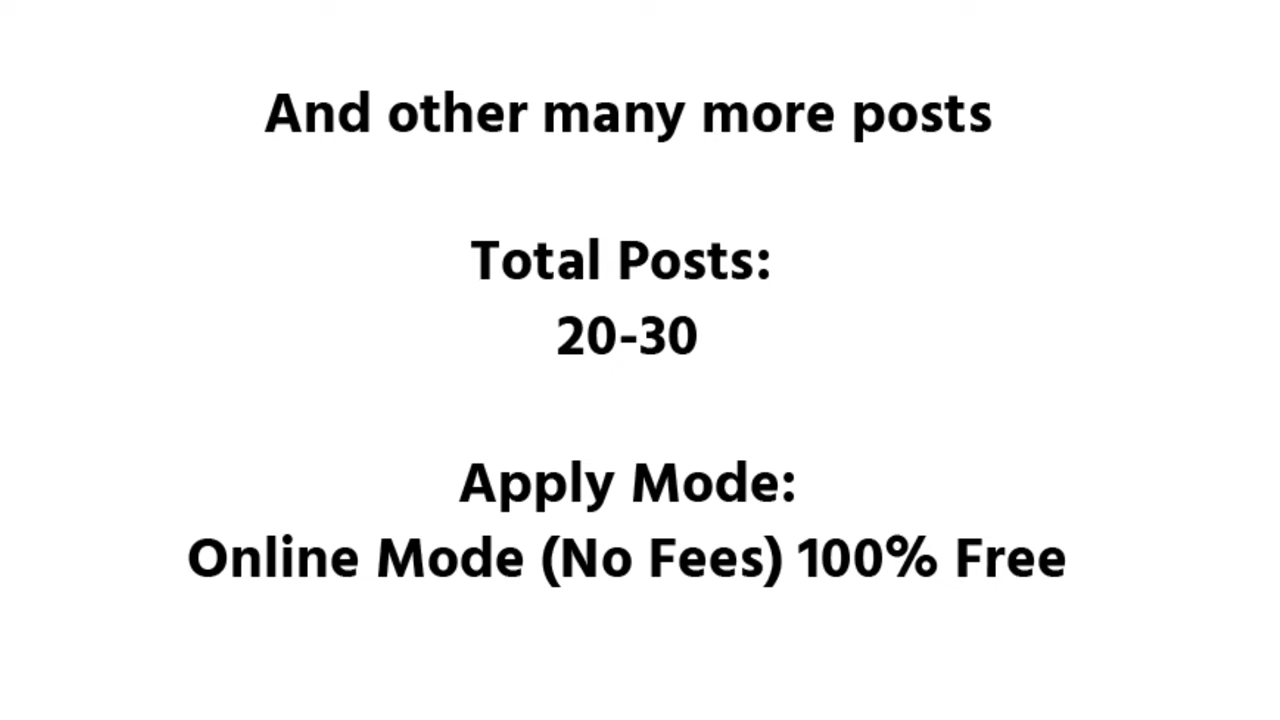 And other many more posts
Total Posts:
20-30
Apply Mode:
Online Mode (No Fees) 100% Free